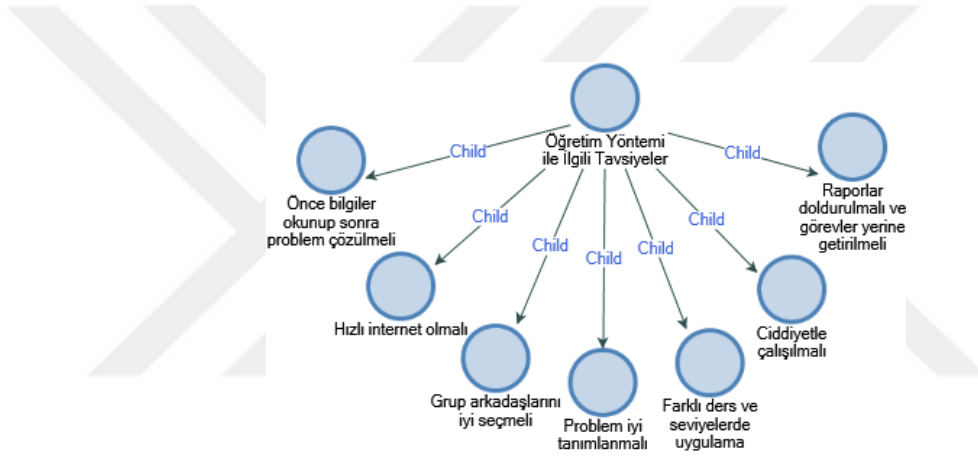 Öğretim Yöntemi
ile İlgili Tavsiyeler
Child
Child
Child
Child
Child
Child
Child
Önce bilgiler
okunup sonra
problem çözülmeli
Hızlı internet olmalı
Grup arkadaşlarını
iyi seçmeli
Problem iyi
tanımlanmalı
Farklı ders ve
seviyelerde
uygulama
Ciddiyetle
çalışılmalı
Raporlar
doldurulmalı ve
görevler yerine
getirilmeli